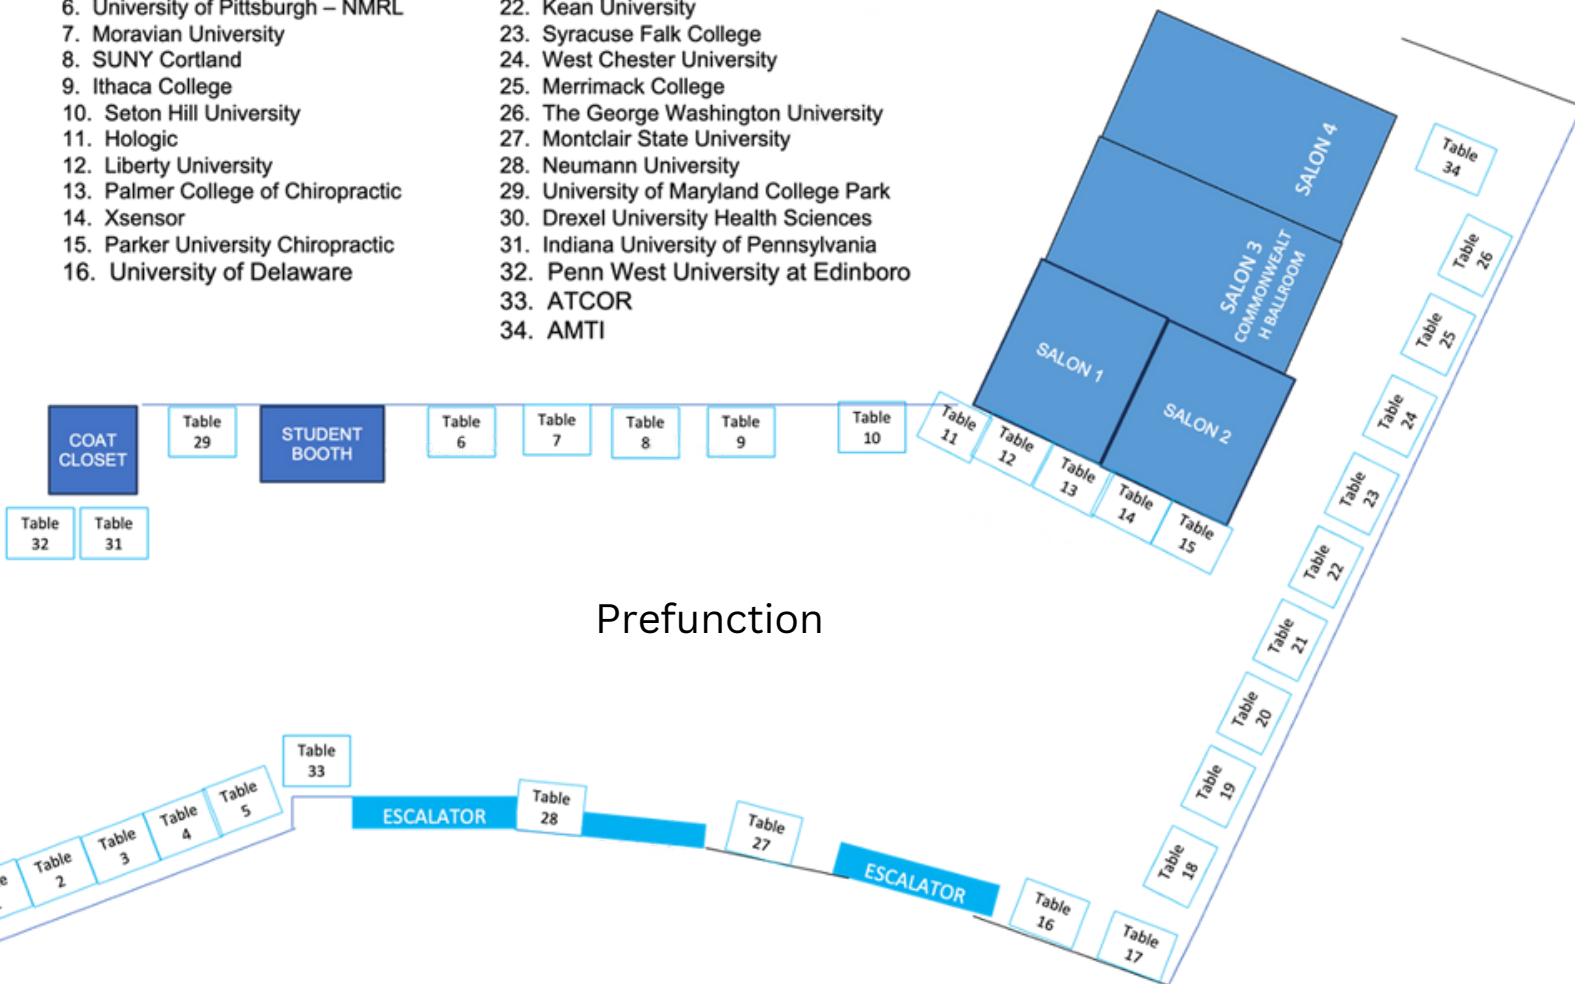 6. University of Pittsburgh – NMRL
7. Moravian University
8. SUNY Cortland
9. Ithaca College
10. Seton Hill University
11. Hologic
12. Liberty University
13. Palmer College of Chiropractic
14. Xsensor
15. Parker University Chiropractic
16. University of Delaware
22. Kean University
23. Syracuse Falk College
24. West Chester University
25. Merrimack College
26. The George Washington University
27. Montclair State University
28. Neumann University
29. University of Maryland College Park
30. Drexel University Health Sciences
31. Indiana University of Pennsylvania
32. Penn West University at Edinboro
33. ATCOR
34. AMTI
SALON 4
SALON 3
COMMONWEALT
H BALLROOM
SALON 1
SALON 2
Table
34
Table
26
Table
25
Table
24
Table
23
Table
22
Table
21
Table
20
Table
19
Table
18
Table
17
Table
16
COAT
CLOSET
Table
29
STUDENT
BOOTH
Table
6
Table
7
Table
8
Table
9
Table
10
Table
11
Table
12
Table
13
Table
14
Table
15
Table
32
Table
31
Prefunction
Table
33
ESCALATOR
Table
28
Table
27
ESCALATOR
Table
5
Table
4
Table
3
Table
2